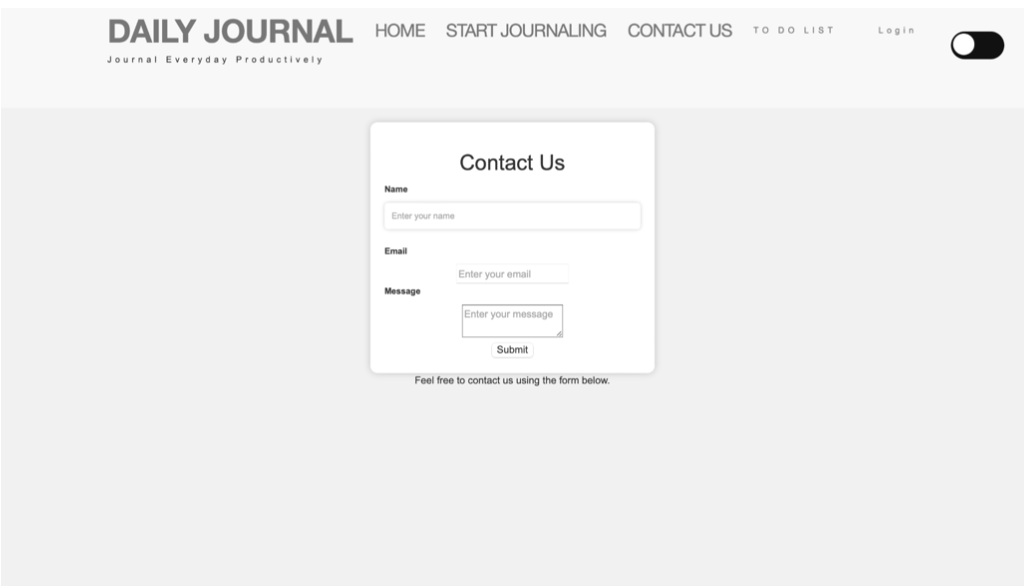 DAILY JOURNAL HOME START JOURNALING CONTACT US TO DO LIST Login
Journal Everyday Productively
Contact Us
Name
Enter your name
Email
Enter your email
Message
Enter your message
Submit
Feel free to contact us using the form below.